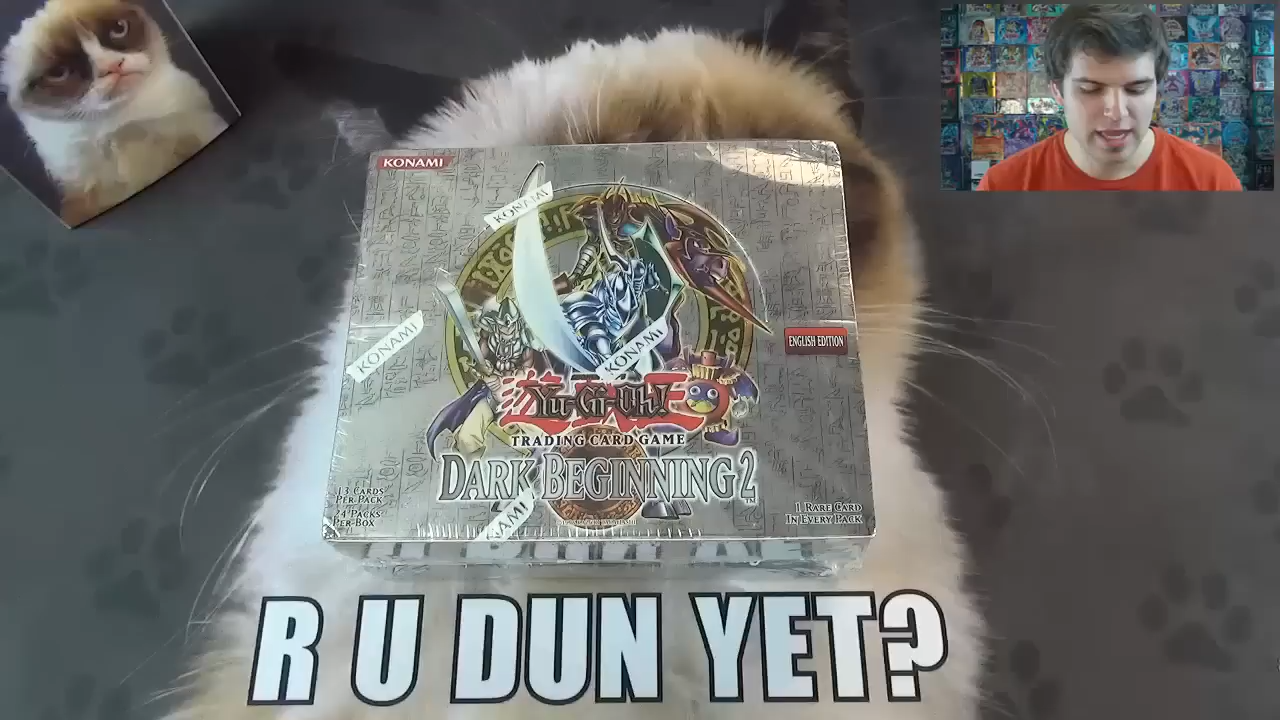 KONAMI
KONAMI
KONAMI
KONAMI
ENGLISH EDITION
Yu-Gi-Oh!
TRADING CARD GAME
DARK BEGINNING 2
13 CARDS
PER PACK
24 PACKS
PER BOX
1 RARE CARD
IN EVERY PACK
NAMI
R U DUN YET?